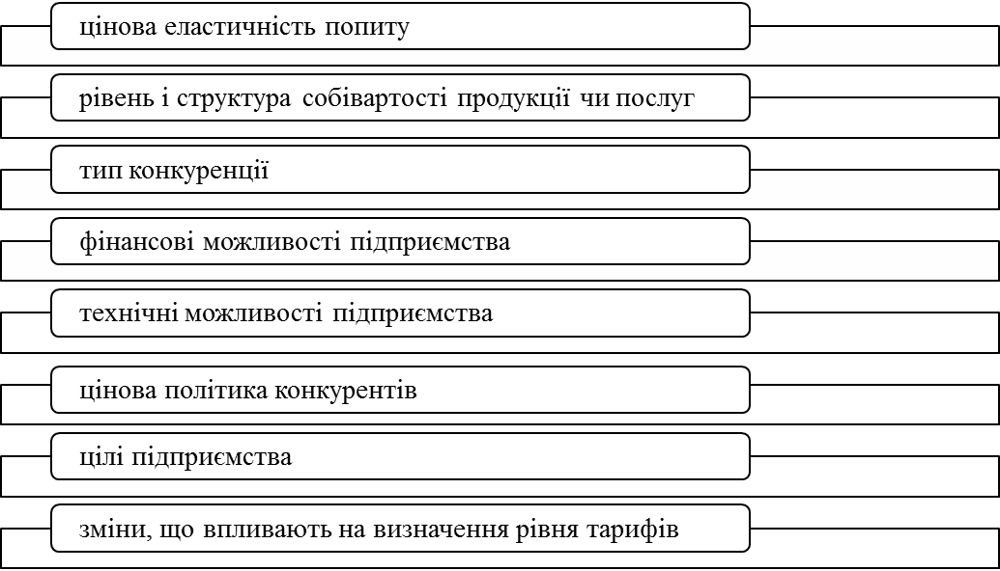 цінова еластичність попиту
рівень і структура собівартості продукції чи послуг
тип конкуренції
фінансові можливості підприємства
технічні можливості підприємства
цінова політика конкурентів
цілі підприємства
зміни, що впливають на визначення рівня тарифів